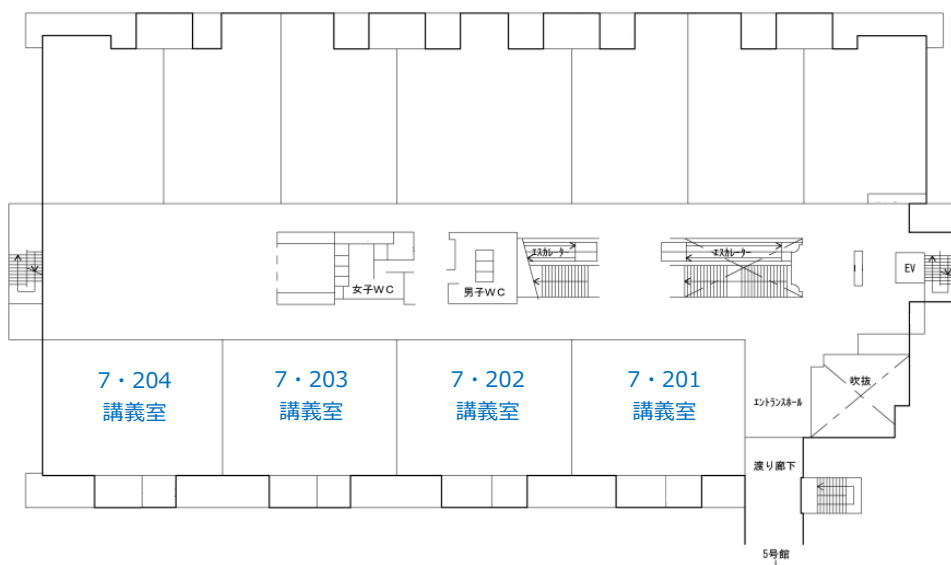 エスカレーター
エスカレーター
EV
女子WC
男子WC
7・204
講義室
7・203
講義室
7・202
講義室
7・201
講義室
吹抜
エントランスホール
渡り廊下
5号館